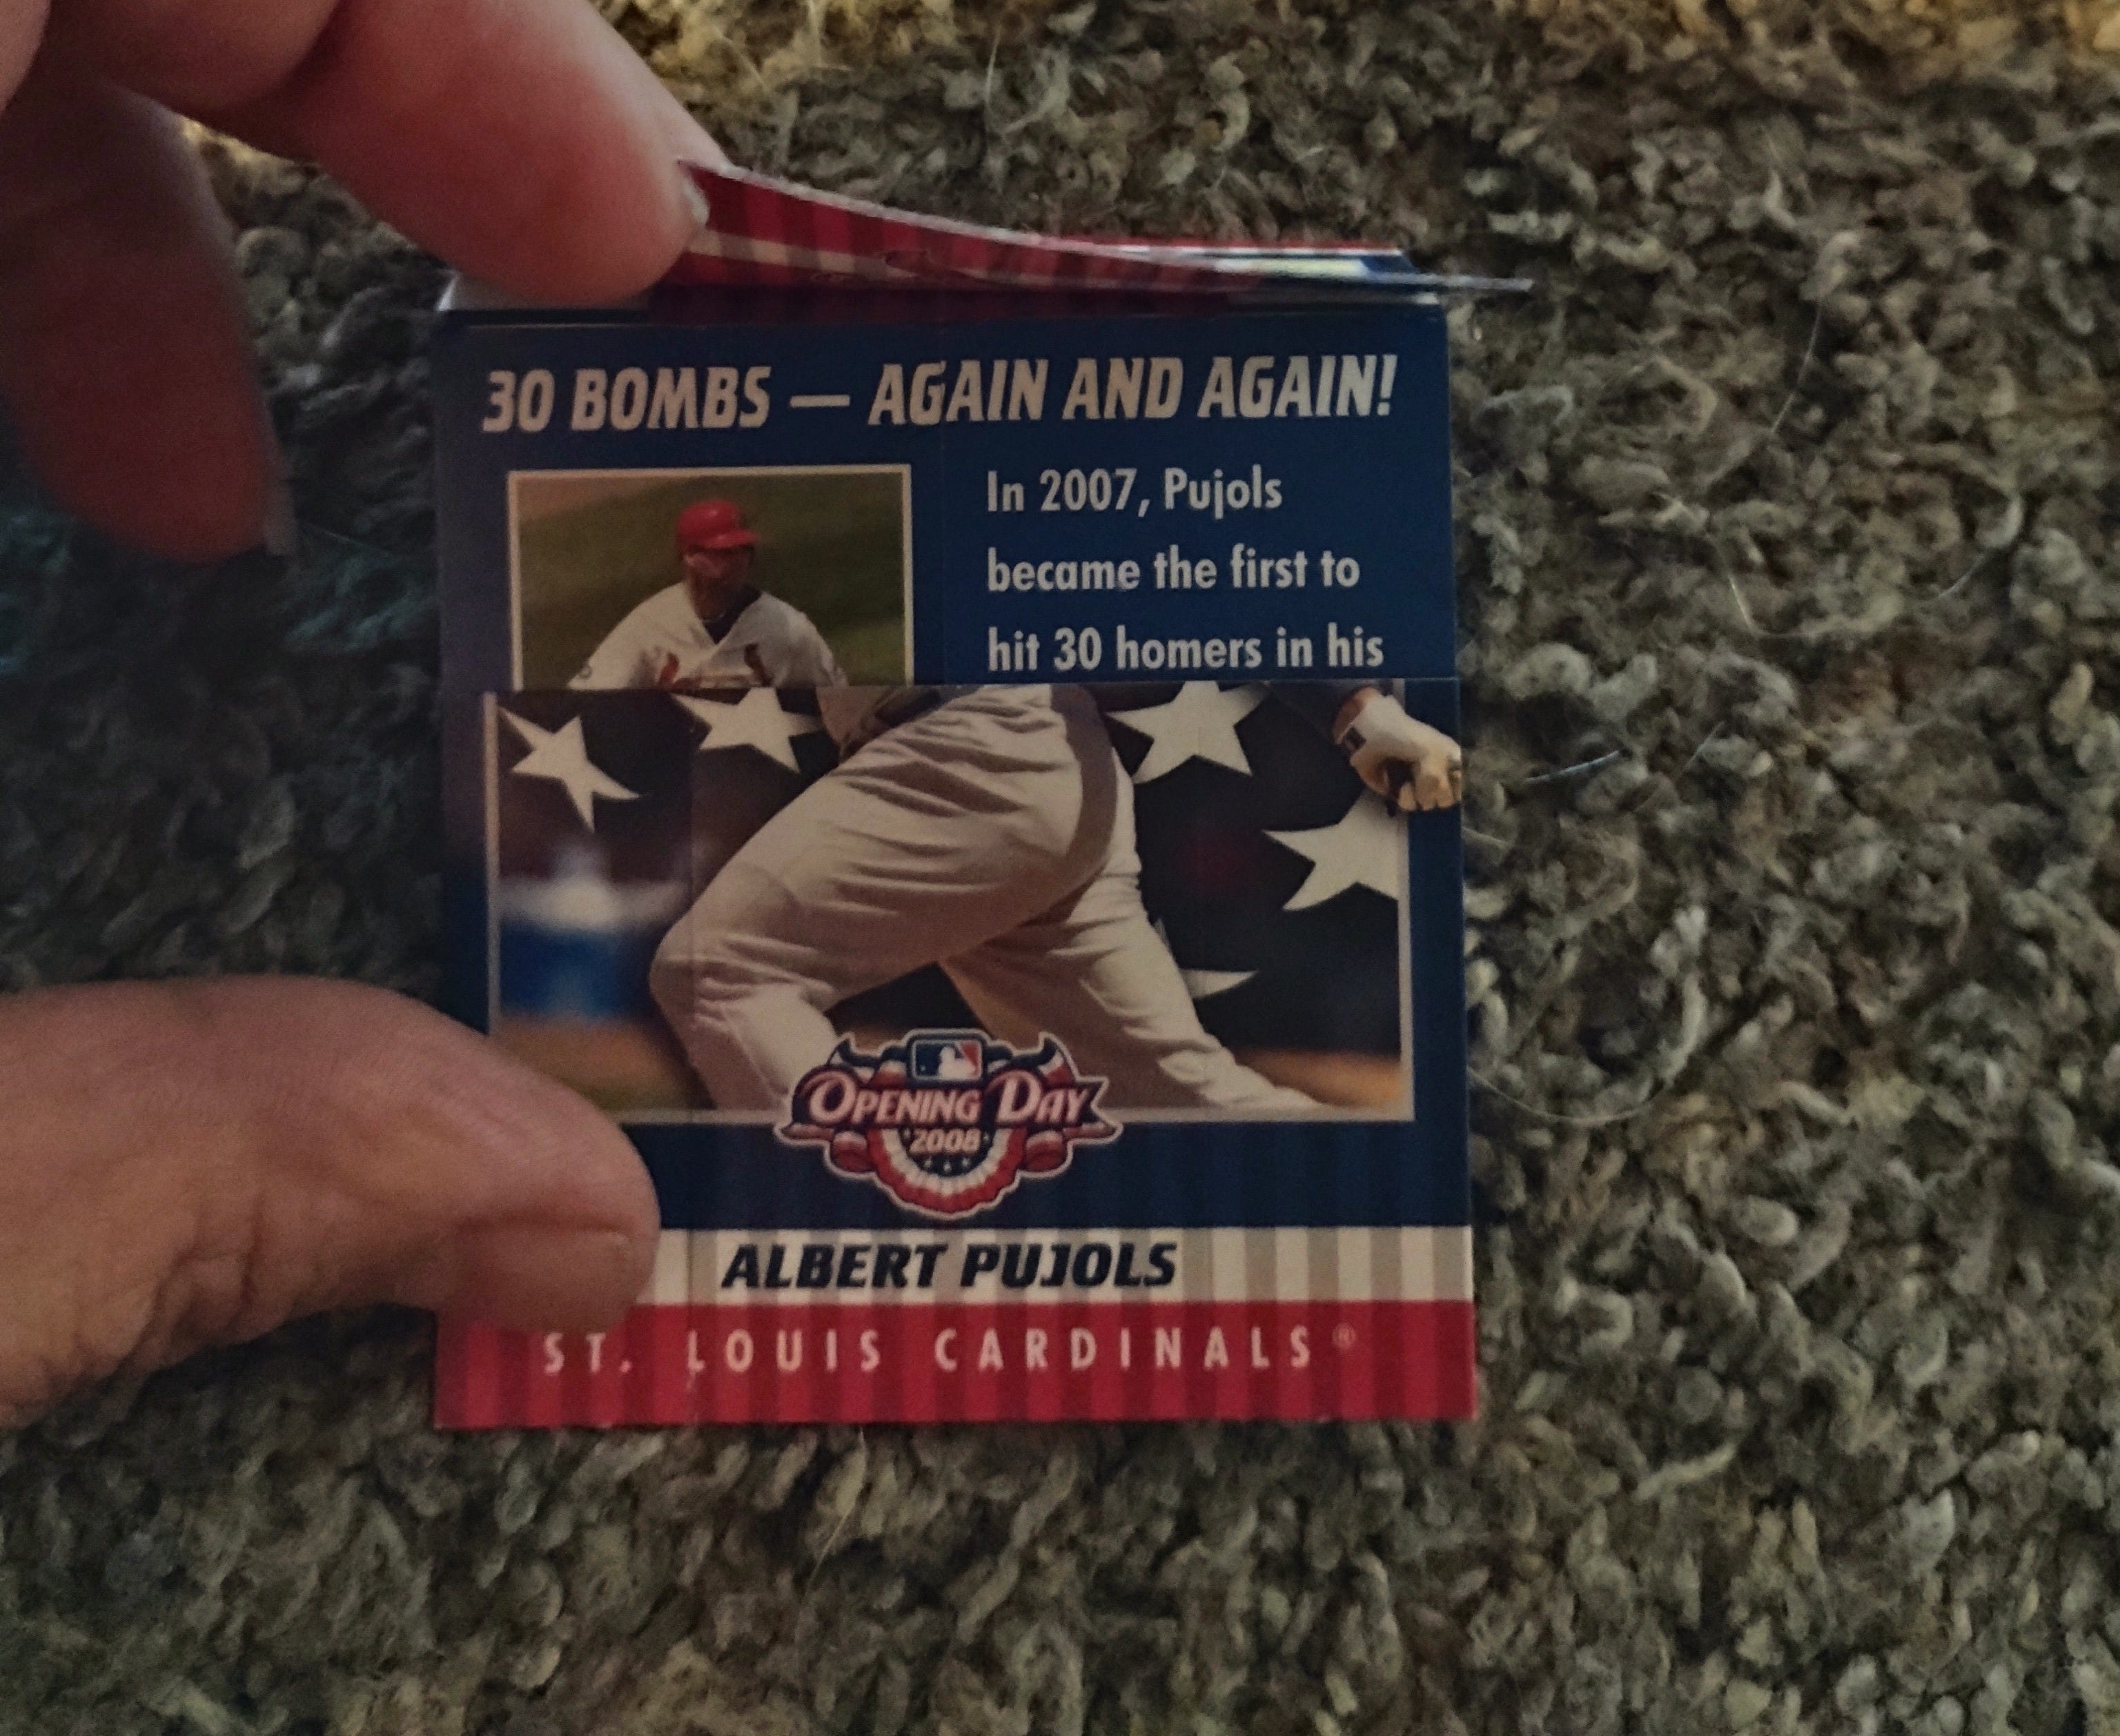 30 BOMBS — AGAIN AND AGAIN!
In 2007, Pujols
became the first to
hit 30 homers in his
OPENING DAY
2008
ALBERT PUJOLS
ST. LOUIS CARDINALS®